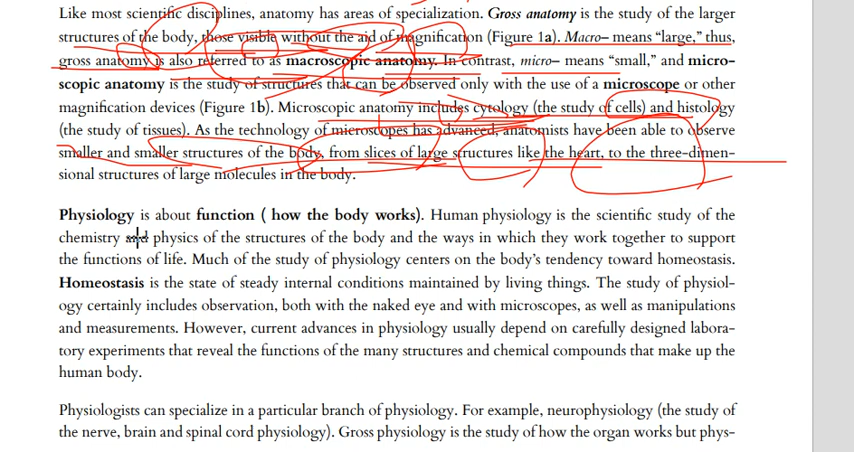 Like most scientific disciplines, anatomy has areas of specialization. Gross anatomy is the study of the larger
structures of the body, those visible without the aid of magnification (Figure 1a). Macro– means “large,” thus,
gross anatomy is also referred to as macroscopic anatomy. In contrast, micro– means “small,” and micro-
scopic anatomy is the study of structures that can be observed only with the use of a microscope or other
magnification devices (Figure 1b). Microscopic anatomy includes cytology (the study of cells) and histology
(the study of tissues). As the technology of microscopes has advanced, anatomists have been able to observe
smaller and smaller structures of the body, from slices of large structures like the heart, to the three-dimen-
sional structures of large molecules in the body.
Physiology is about function ( how the body works). Human physiology is the scientific study of the
chemistry and physics of the structures of the body and the ways in which they work together to support
the functions of life. Much of the study of physiology centers on the body’s tendency toward homeostasis.
Homeostasis is the state of steady internal conditions maintained by living things. The study of physiol-
ogy certainly includes observation, both with the naked eye and with microscopes, as well as manipulations
and measurements. However, current advances in physiology usually depend on carefully designed labora-
tory experiments that reveal the functions of the many structures and chemical compounds that make up the
human body.
Physiologists can specialize in a particular branch of physiology. For example, neurophysiology (the study of
the nerve, brain and spinal cord physiology). Gross physiology is the study of how the organ works but phys-